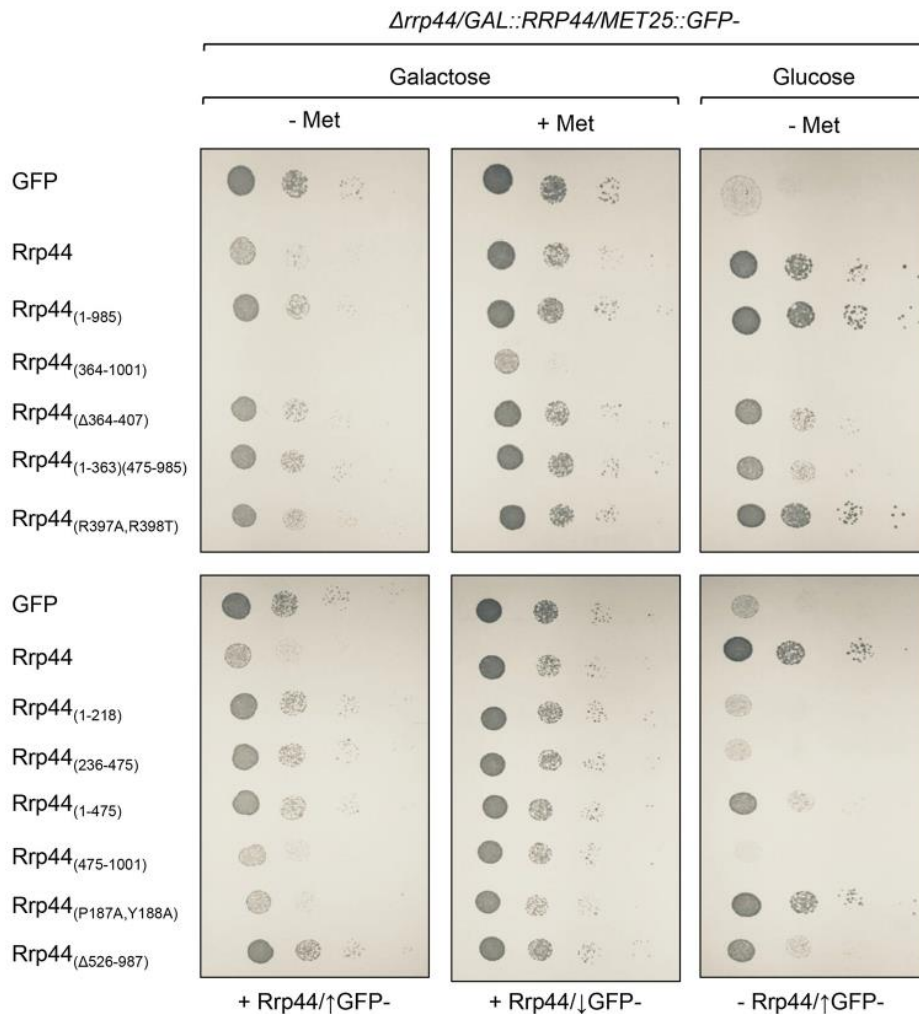 Δrrp44/GAL::RRP44/MET25::GFP-
Galactose Glucose
- Met + Met - Met
GFP
Rrp44
Rrp44(1-985)
Rrp44(364-1001)
Rrp44(Δ364-407)
Rrp44(1-363)(475-985)
Rrp44(R397A,R398T)
GFP
Rrp44
Rrp44(1-218)
Rrp44(236-475)
Rrp44(1-475)
Rrp44(475-1001)
Rrp44(P187A,Y188A)
Rrp44(Δ526-987)
+ Rrp44/↑GFP- + Rrp44/↓GFP- - Rrp44/↑GFP-